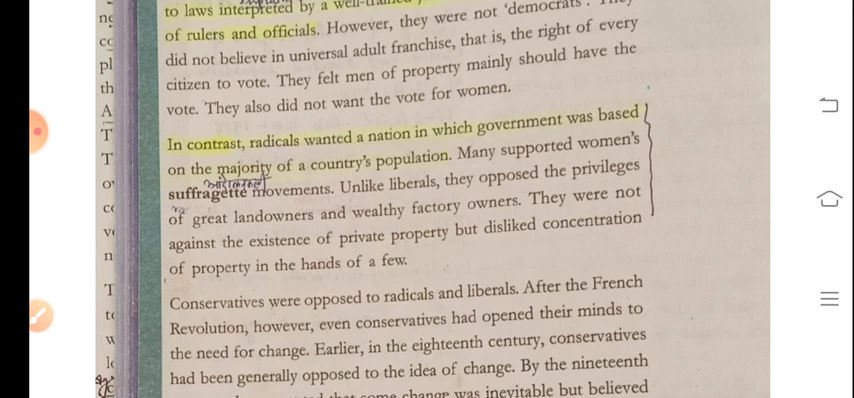 to laws interpreted by a
of rulers and officials. However, they were not 'democrats'. They
did not believe in universal adult franchise, that is, the right of every
citizen to vote. They felt men of property mainly should have the
vote. They also did not want the vote for women.
In contrast, radicals wanted a nation in which government was based
on the majority of a country's population. Many supported women's
suffragette movements. Unlike liberals, they opposed the privileges
of great landowners and wealthy factory owners. They were not
against the existence of private property but disliked concentration
of property in the hands of a few.
Conservatives were opposed to radicals and liberals. After the French
Revolution, however, even conservatives had opened their minds to
the need for change. Earlier, in the eighteenth century, conservatives
had been generally opposed to the idea of change. By the nineteenth
change was inevitable but believed